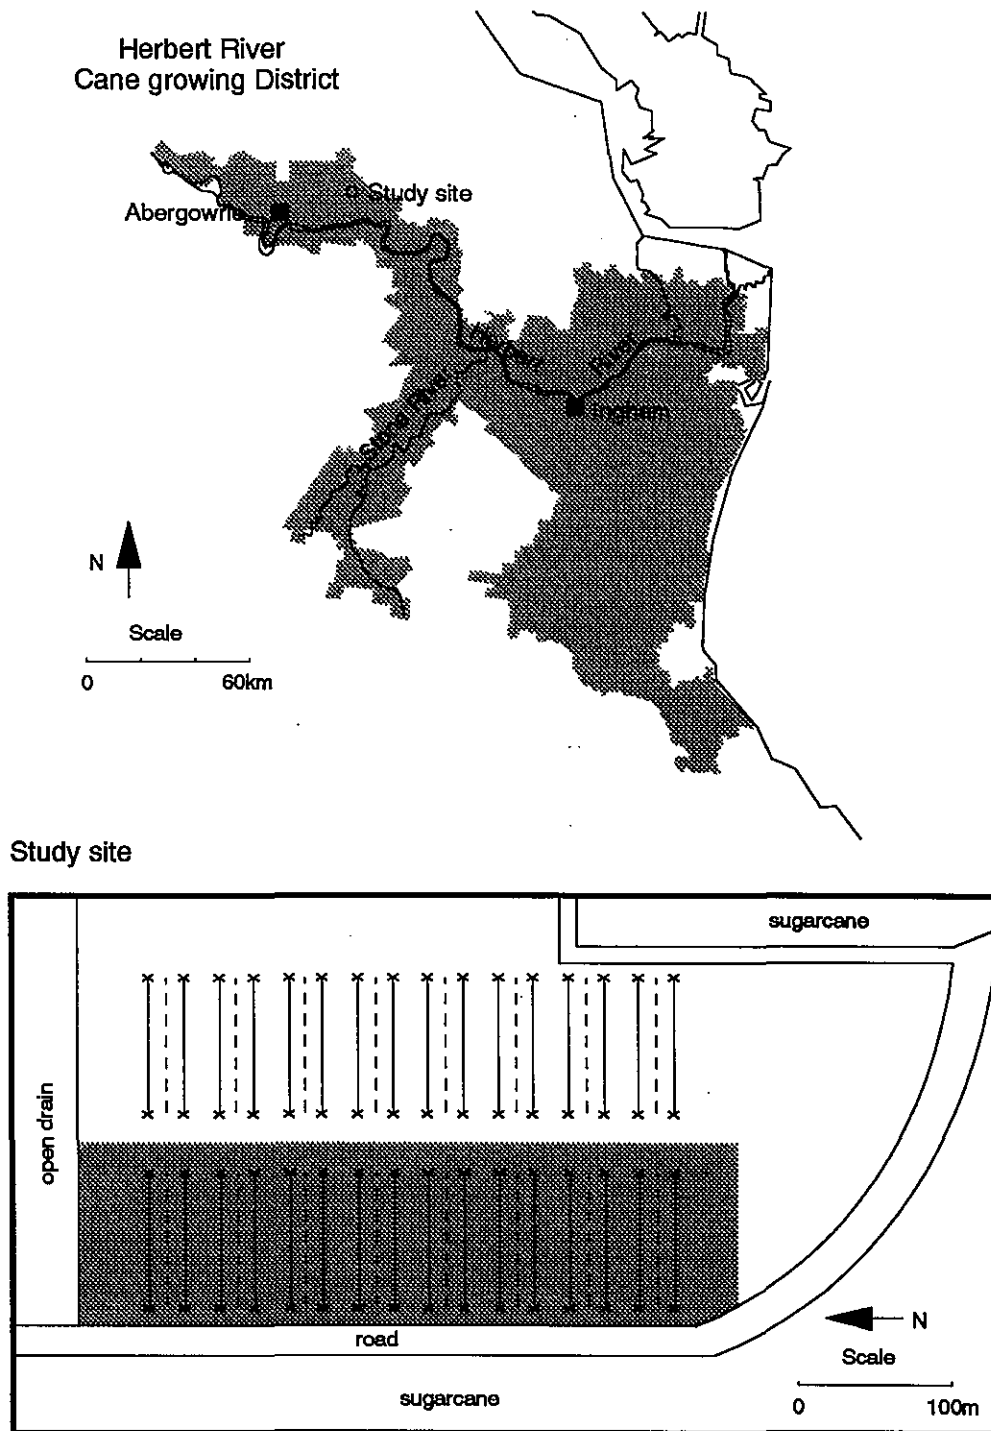 Herbert River
Cane growing District
Study site
Abergowrie
River
Ingham
Stone River
N
Scale
0 60km
Study site
sugarcane
open drain
road
N
Scale
sugarcane
0 100m